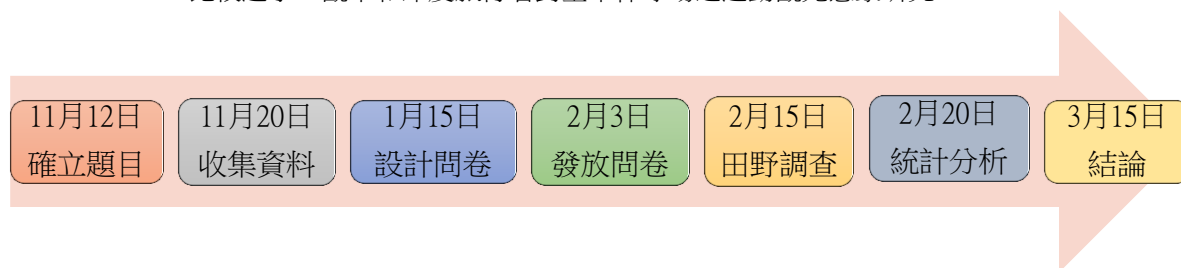 11月12日
確立題目
11月20日
收集資料
1月15日
設計問卷
2月3日
發放問卷
2月15日
田野調查
2月20日
統計分析
3月15日
結論